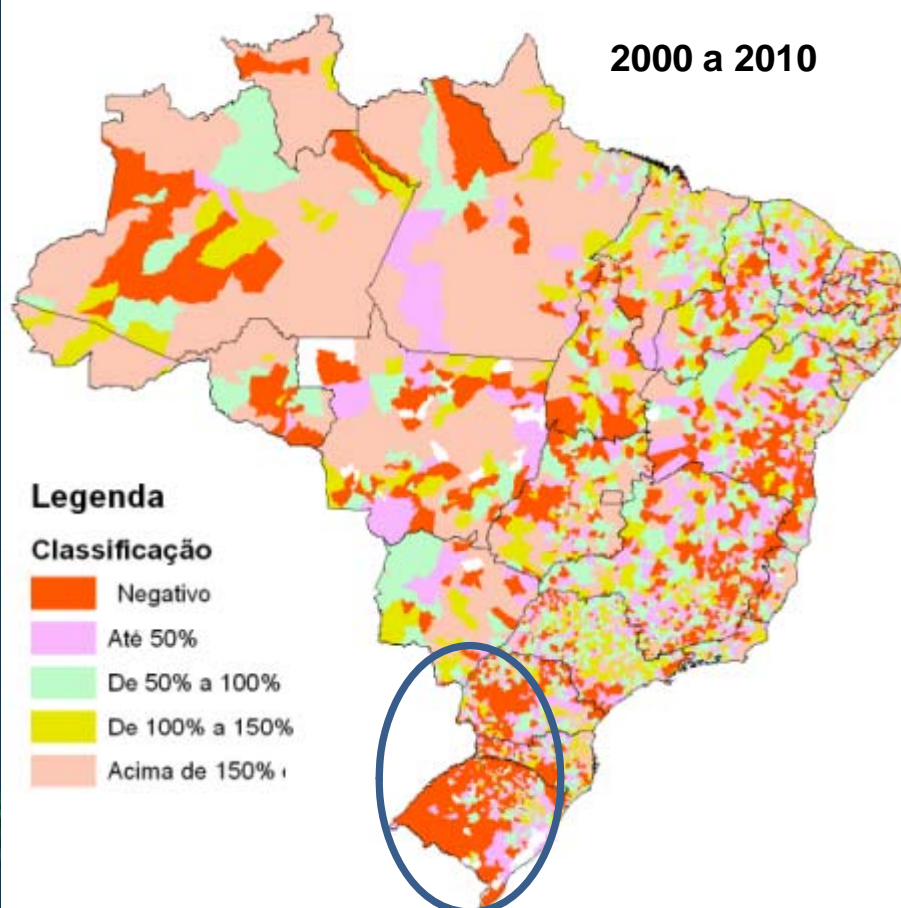 2000 a 2010
Legenda
Classificação
Negativo
Até 50%
De 50% a 100%
De 100% a 150%
Acima de 150%